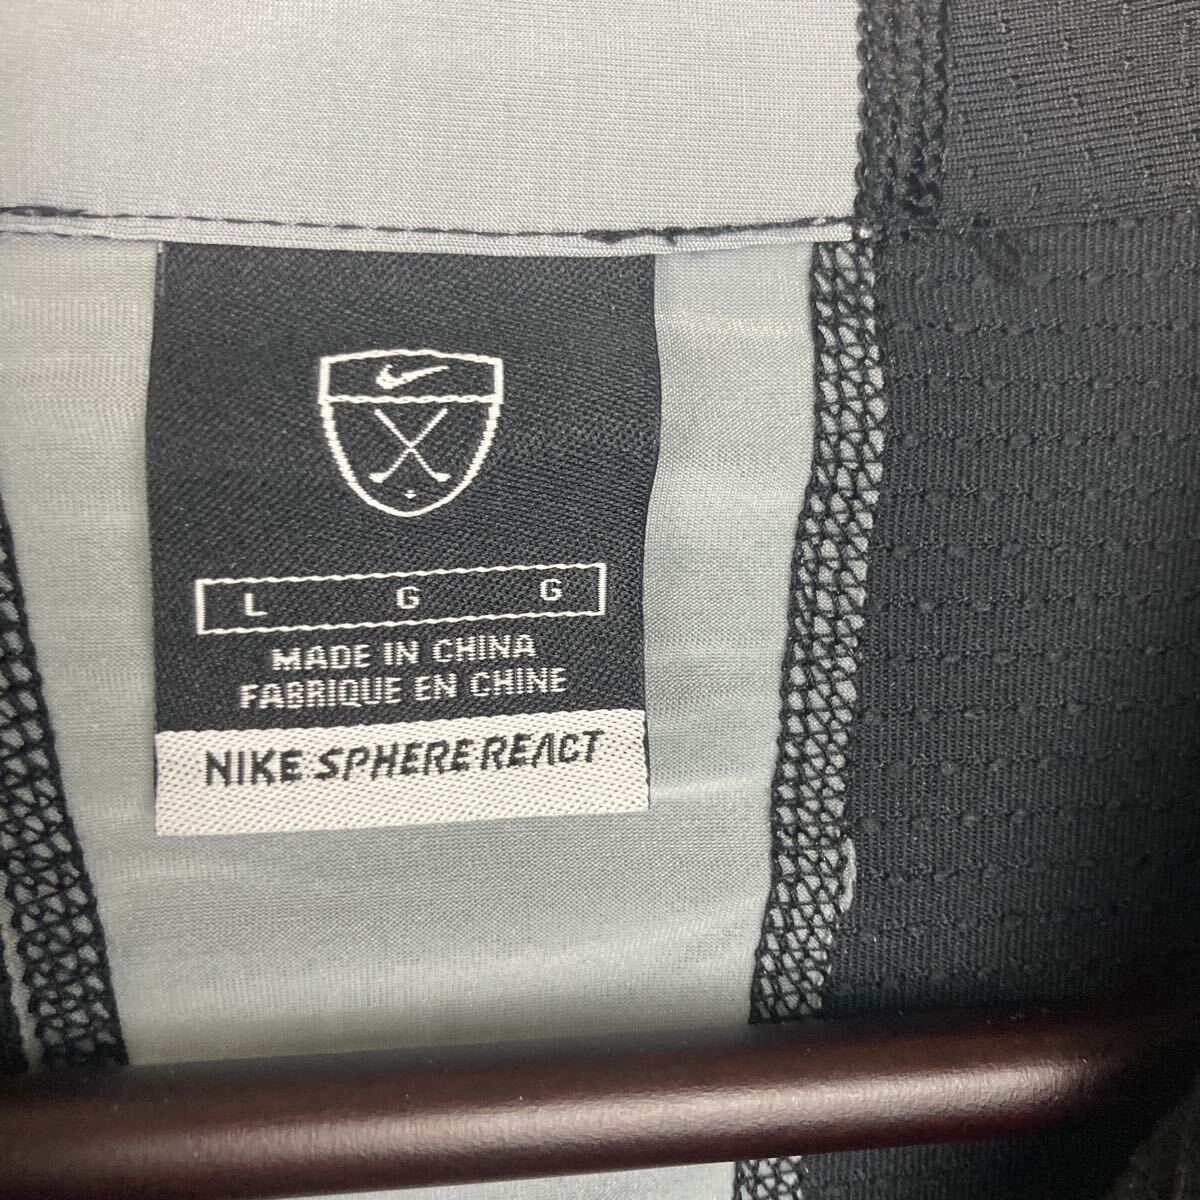 L G G
MADE IN CHINA
FABRIQUE EN CHINE
NIKE SPHERE REACT